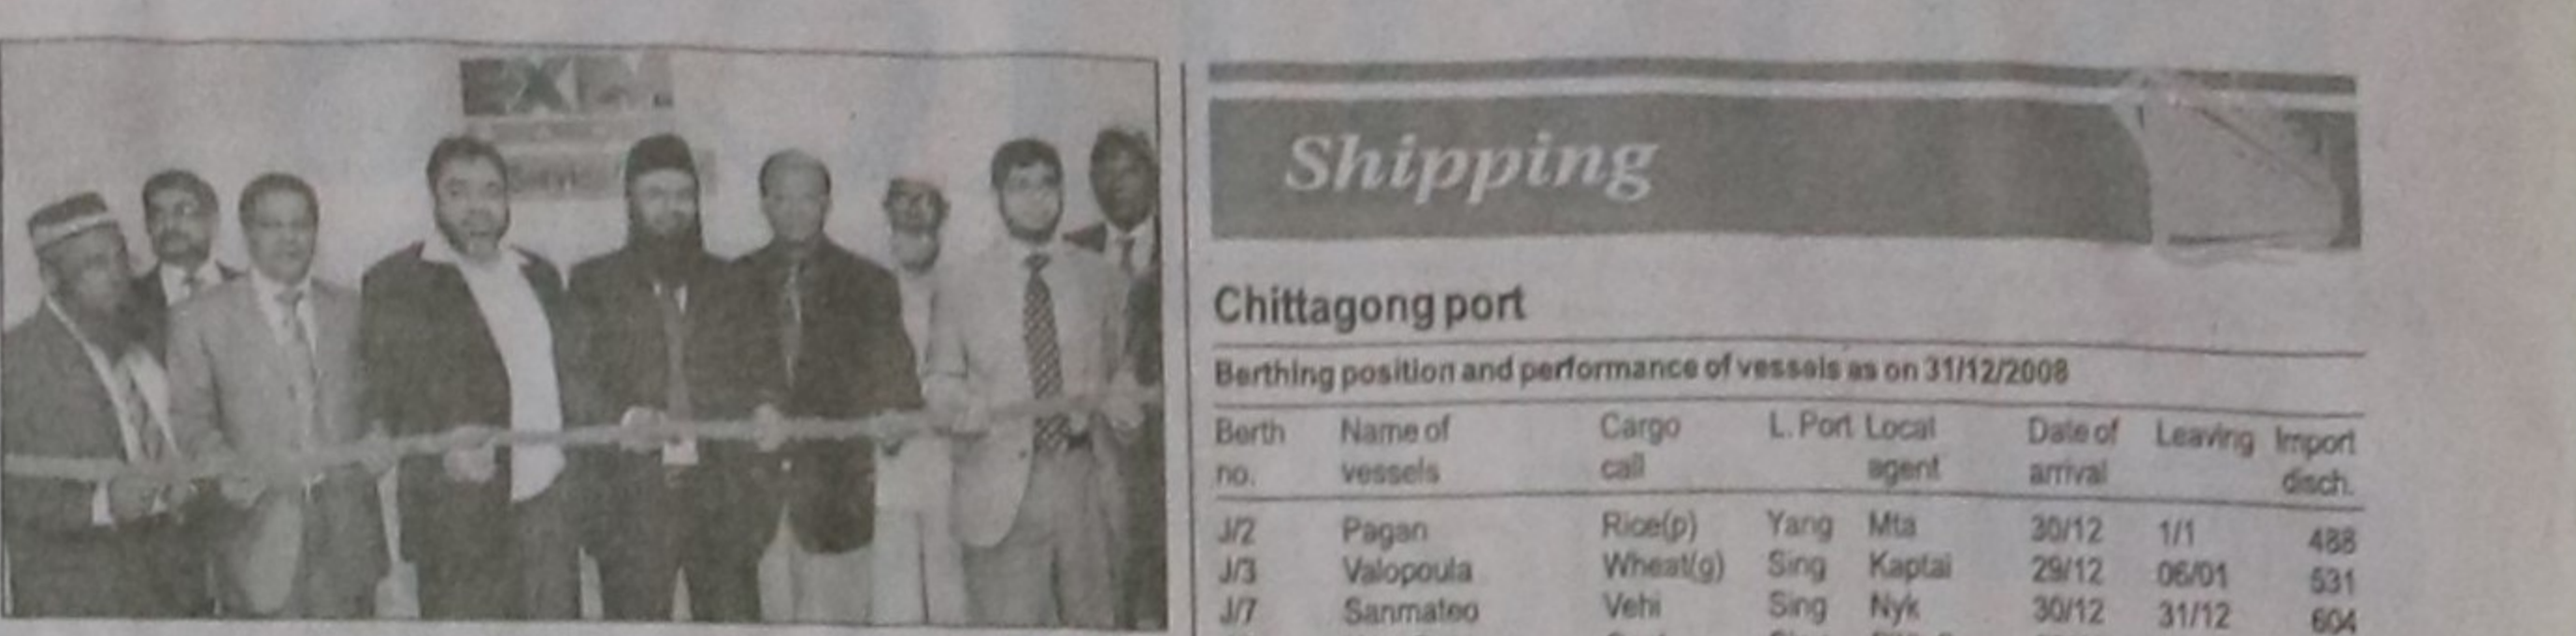 Shipping
Chittagong port
Berthing position and performance of vessels as on 31/12/2008
Berth Name of Cargo L. Port Local Date of Leaving Import
no. vessels call agent arrival disch.
J/2 Pagan Rice(p) Yang Mta 30/12 1/1 488
J/3 Valopoula Wheat(g) Sing Kaptai 29/12 06/01 531
J/7 Sanmateo Vehi Sing Nyk 30/12 31/12 604